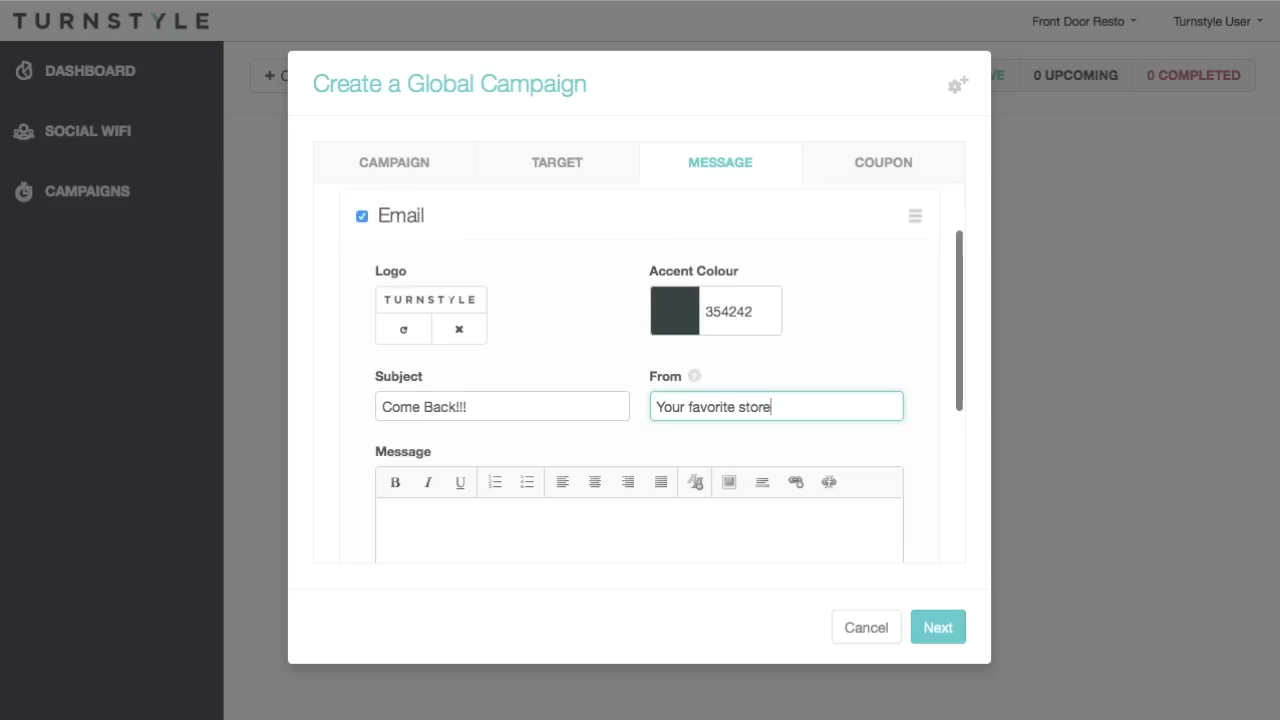 TURNSTYLE
Front Door Resto
Turnstyle User
DASHBOARD
SOCIAL WIFI
CAMPAIGNS
0 UPCOMING
0 COMPLETED
Create a Global Campaign
CAMPAIGN
TARGET
MESSAGE
COUPON
Email
Logo
Accent Colour
TURNSTYLE
354242
Subject
From ?
Come Back!!!
Your favorite store
Message
B I U
Cancel
Next